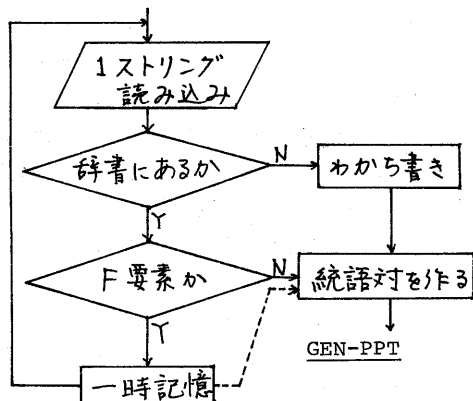 1ストリング
読み込み
辞書にあるか
N
わかち書き
Y
F要素か
N
統語対を作る
Y
GEN-PPT
一時記憶